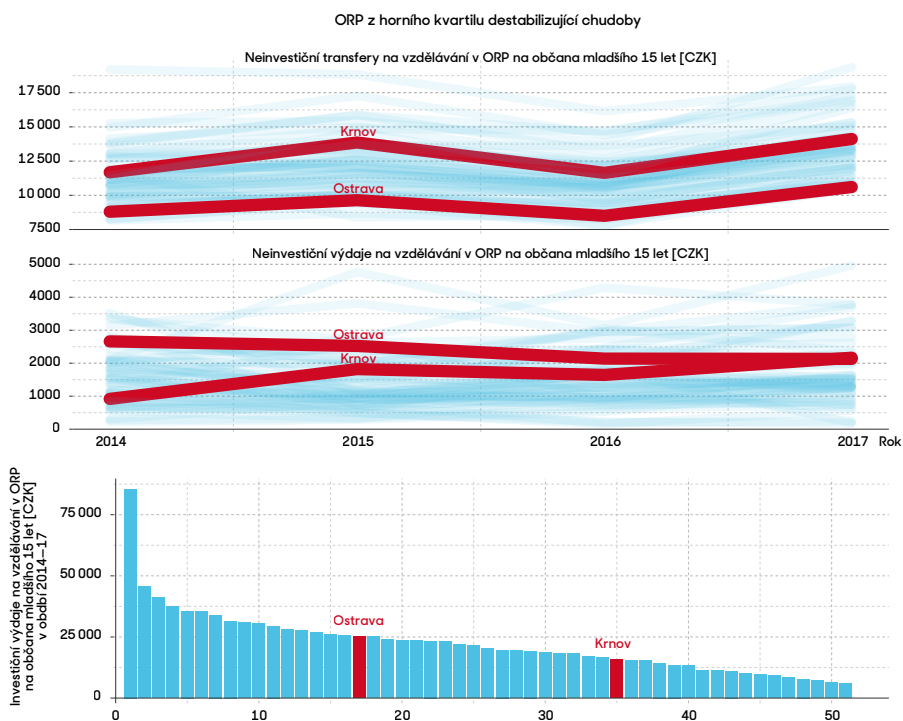 ORP z horního kvartilu destabilizující chudoby
Neinvestiční transfery na vzdělávání v ORP na občana mladšího 15 let [CZK]
17 500
15 000
12 500
10 000
7500
Krnov
Ostrava
Neinvestiční výdaje na vzdělávání v ORP na občana mladšího 15 let [CZK]
5000
4000
3000
2000
1000
0
Ostrava
Krnov
2014 2015 2016 2017 Rok
Investiční výdaje na vzdělávání v ORP
na občana mladšího 15 let [CZK]
v obdbí 2014–17
75 000
50 000
25 000
0
Ostrava
Krnov
0 10 20 30 40 50